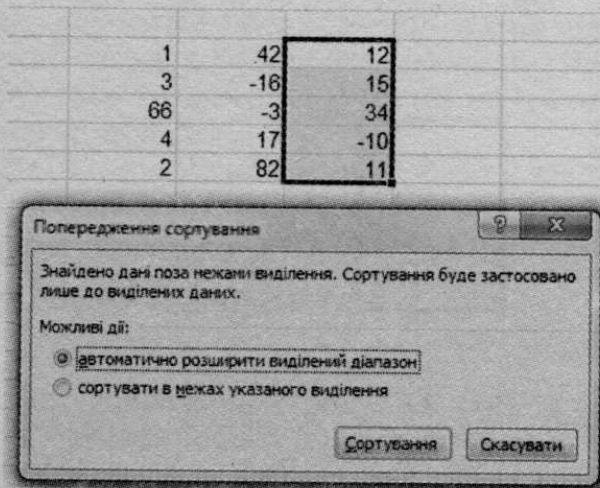 1 42 12
3 -16 15
66 -3 34
4 17 -10
2 82 11
Попередження сортування
Знайдено дані поза межами виділення. Сортування буде застосовано
лише до виділених даних.
Можливі дії:
автоматично розширити виділений діапазон
сортувати в межах указаного виділення
Сортування Скасувати